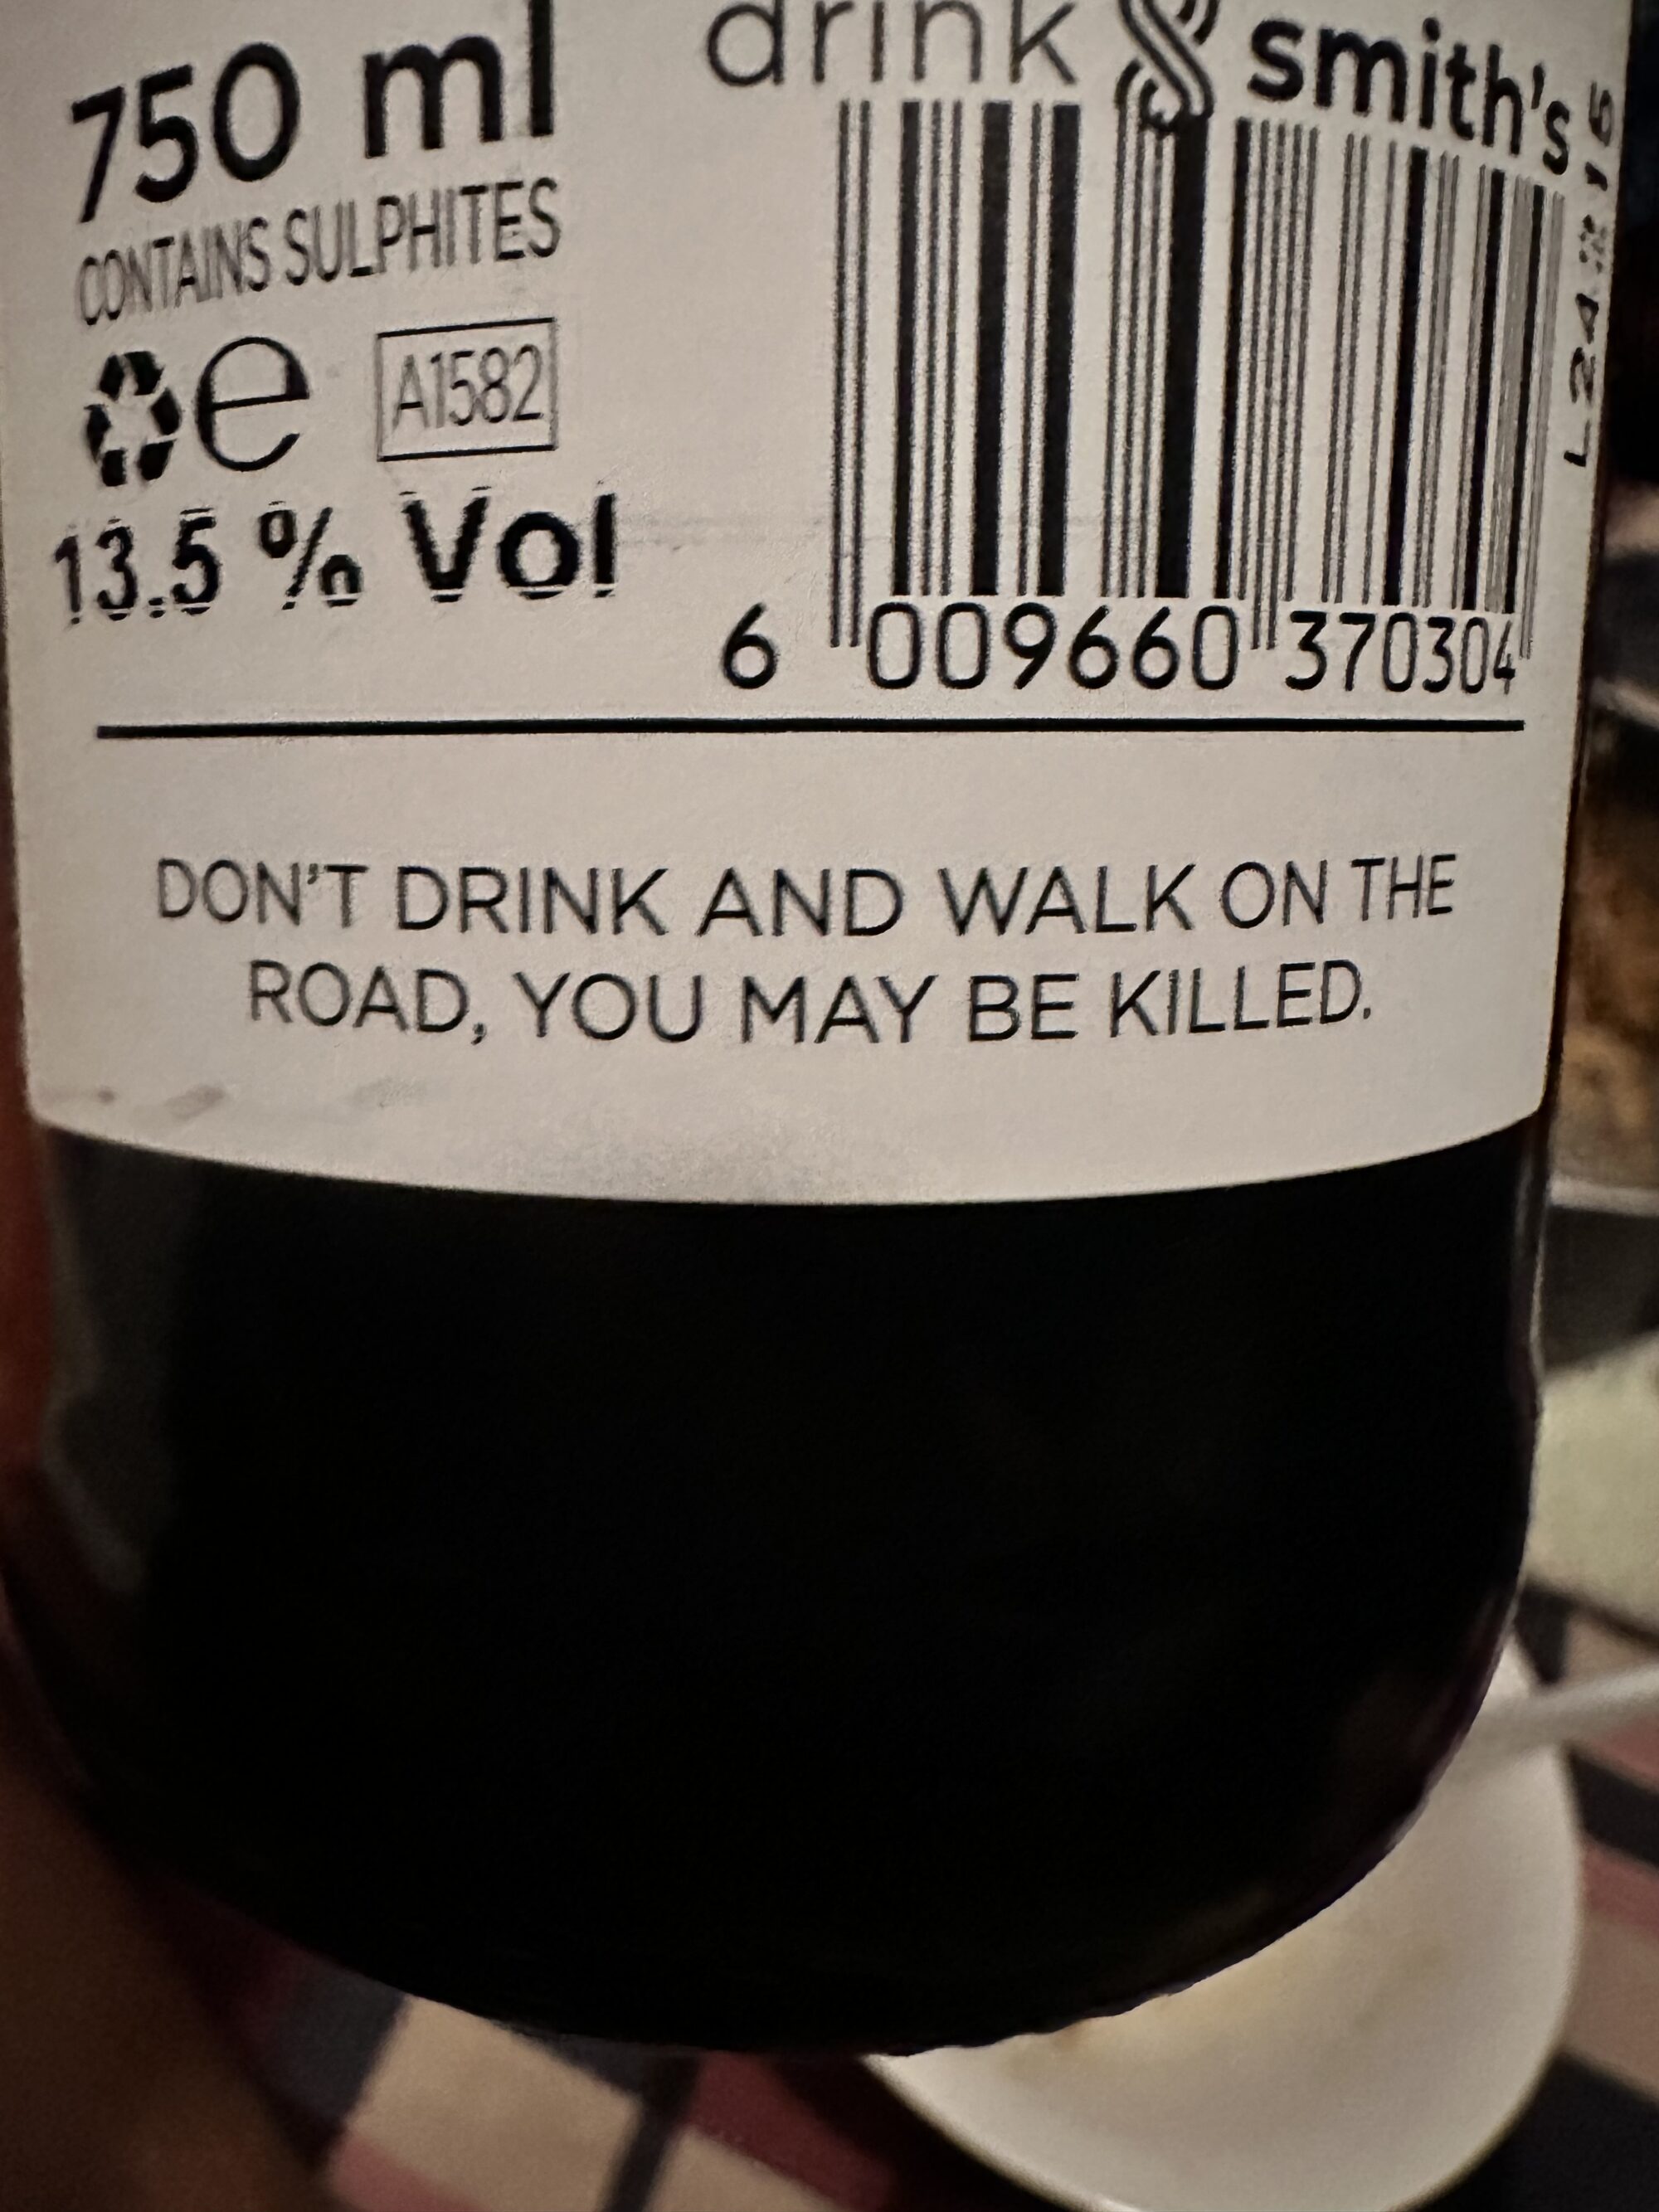 drink smith's
750 ml
CONTAINS SULPHITES
e A1582
13.5 % Vol
6 009660 370304
DON'T DRINK AND WALK ON THE
ROAD, YOU MAY BE KILLED.